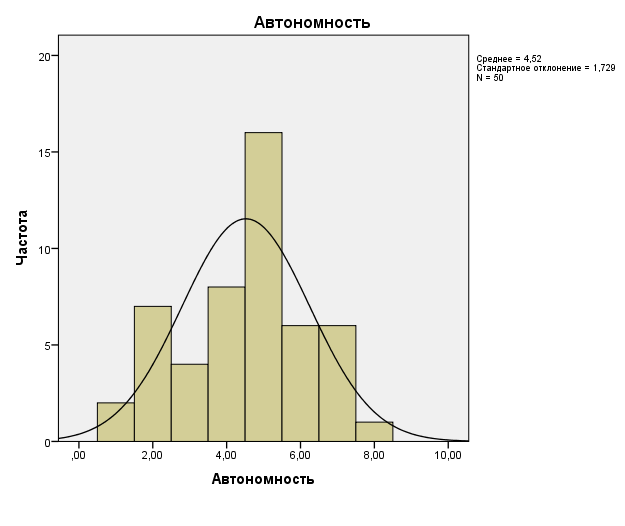 Автономность
Среднее = 4,52
Стандартное отклонение = 1,729
N = 50
Частота
20
15
10
5
0
,00
2,00
4,00
6,00
8,00
10,00
Автономность